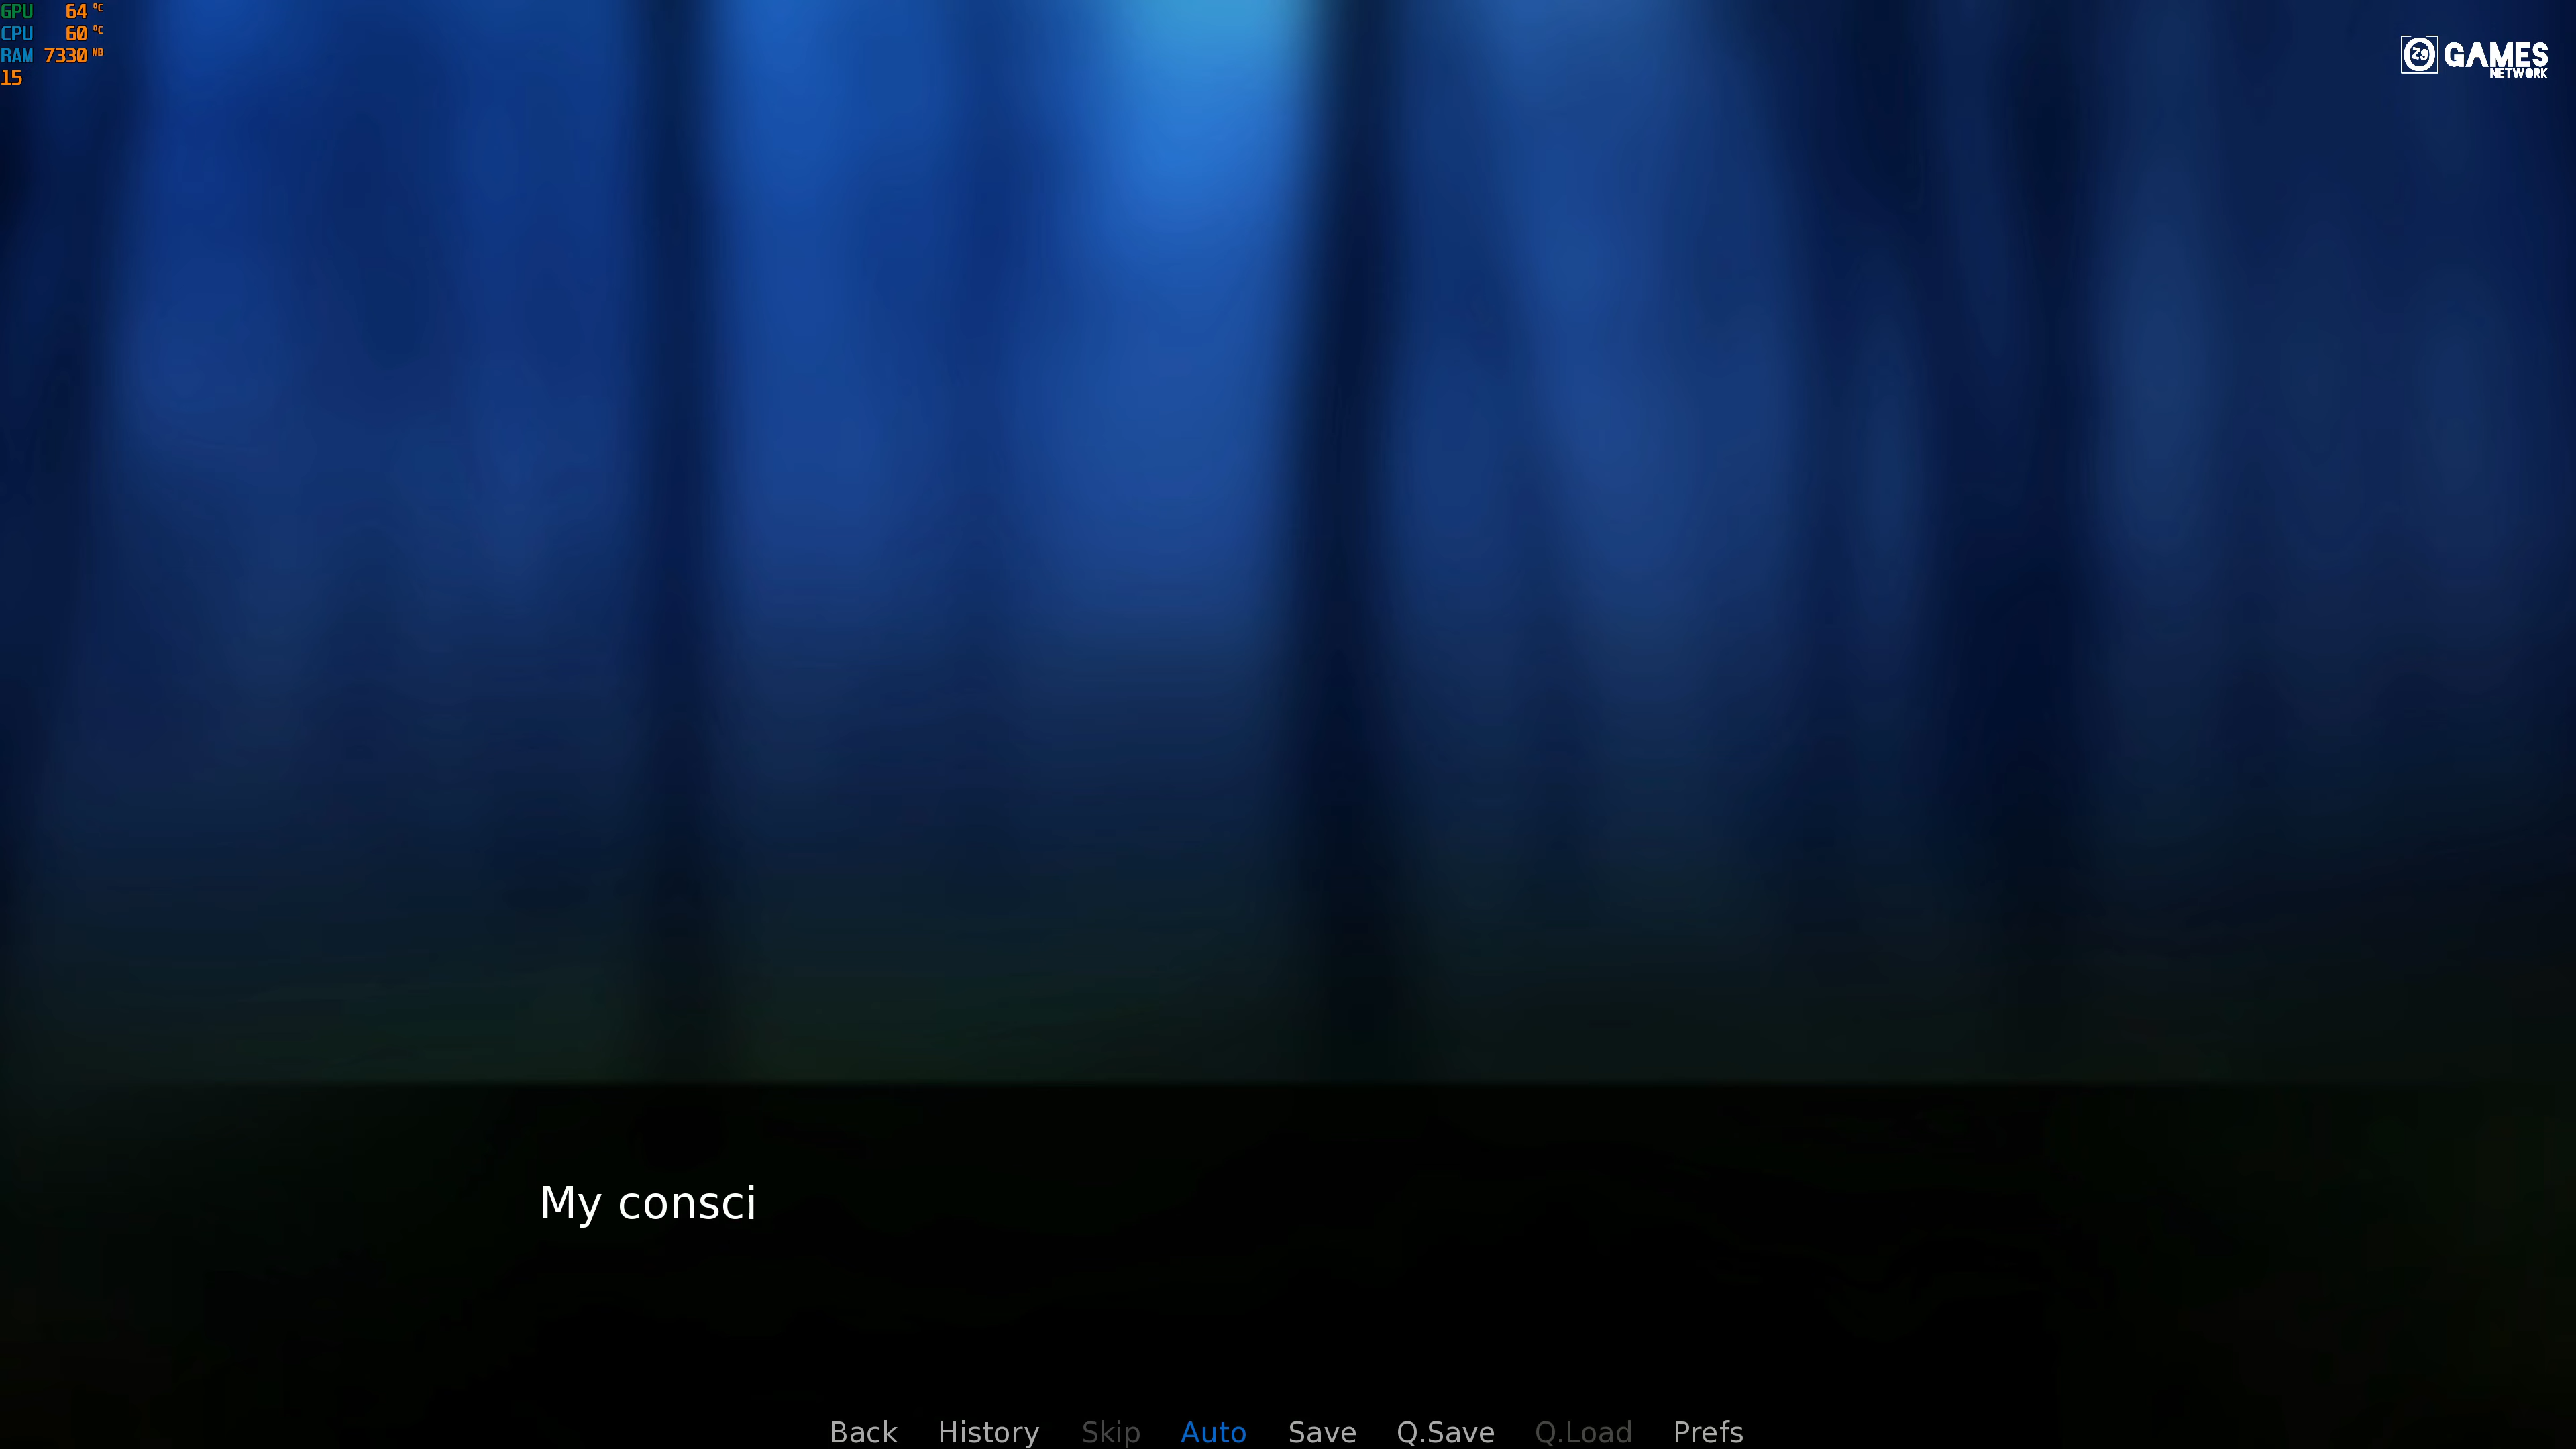 GPU 64 °C
CPU 60 °C
RAM 7330 MB
15
Z9 GAMES
NETWORK
My consci
Back History Skip Auto Save Q.Save Q.Load Prefs